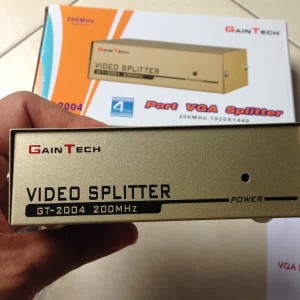 200MHz
GAINTECH
VIDEO SPLITTER
GT-2004 200MHz
2004
4
Port VGA Splitter
200MHz, 1920X1440
GAINTECH
VIDEO SPLITTER
POWER
GT-2004 200MHz
VGA S